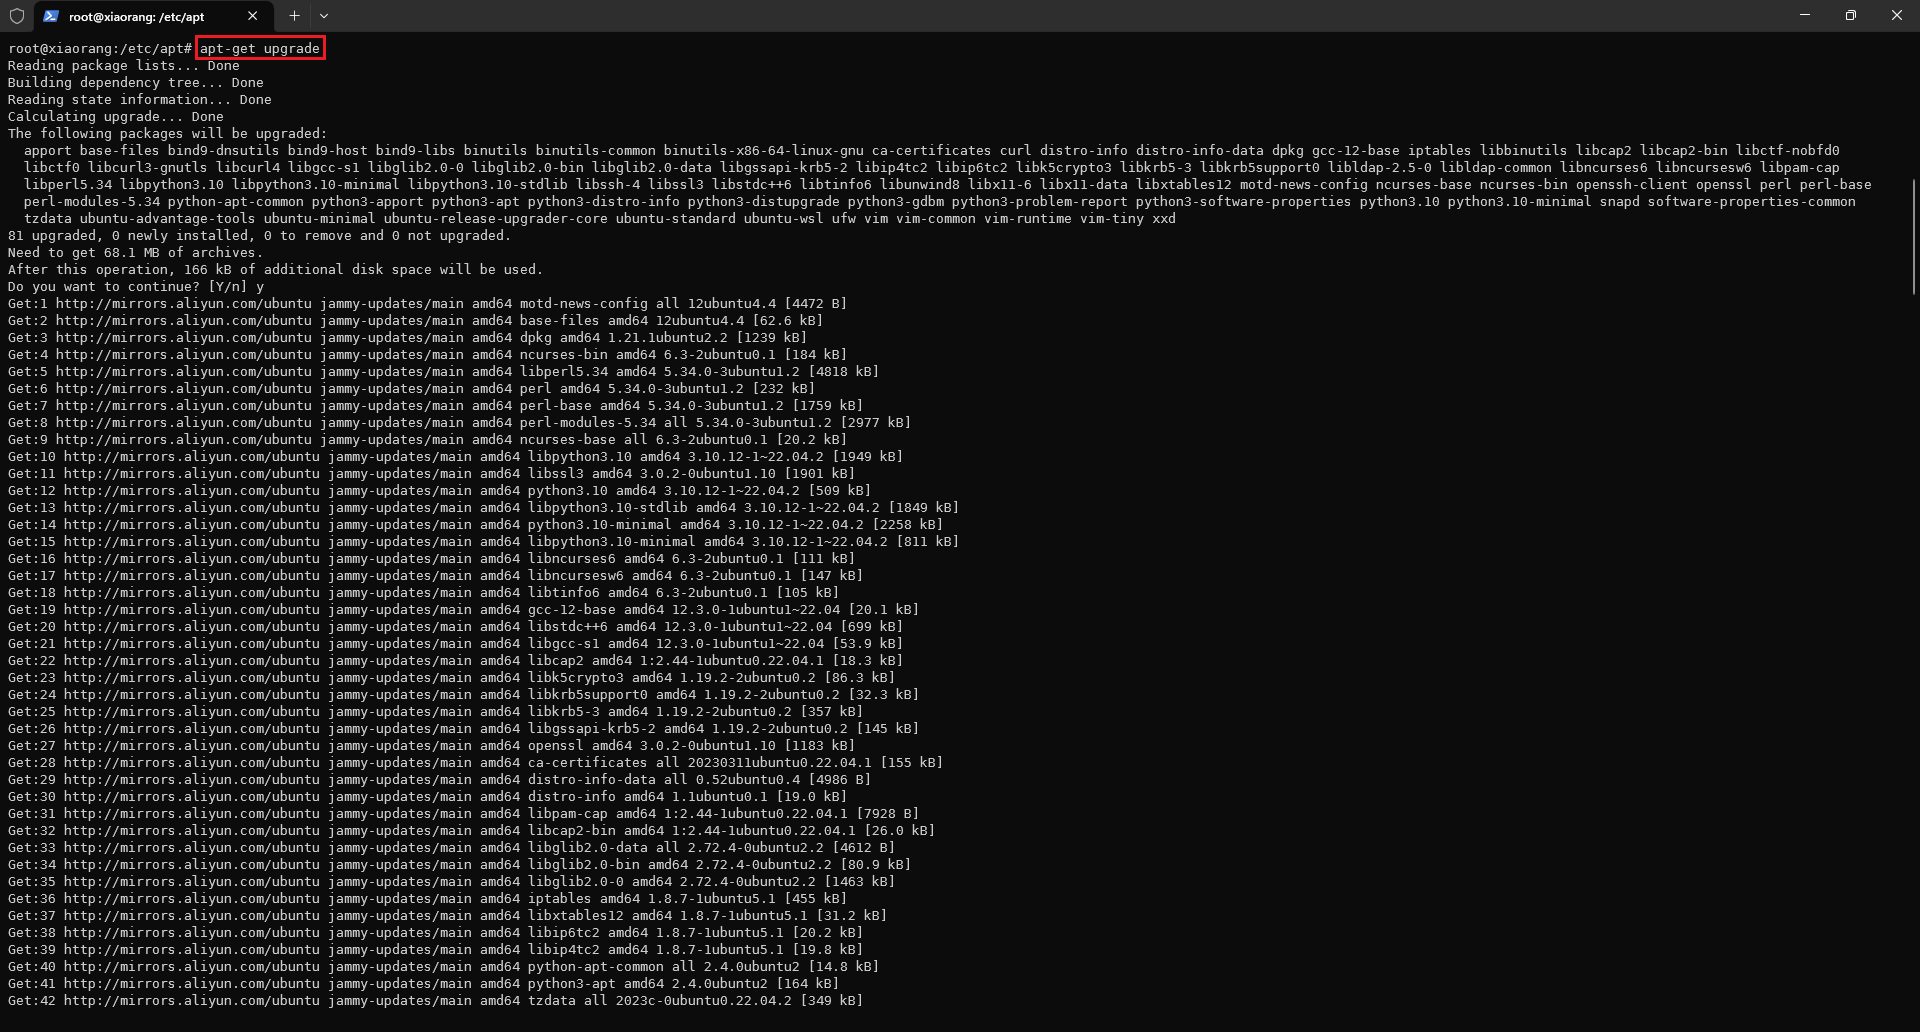 root@xiaorang: /etc/apt
root@xiaorang:/etc/apt# apt-get upgrade
Reading package lists... Done
Building dependency tree... Done
Reading state information... Done
Calculating upgrade... Done
The following packages will be upgraded:
apport base-files bind9-dnsutils bind9-host bind9-libs binutils binutils-common binutils-x86-64-linux-gnu ca-certificates curl distro-info distro-info-data dpkg gcc-12-base iptables libbinutils libcap2 libcap2-bin libctf-nobfd0
libctf0 libcurl3-gnutls libcurl4 libgcc-s1 libglib2.0-0 libglib2.0-bin libglib2.0-data libgssapi-krb5-2 libip4tc2 libip6tc2 libk5crypto3 libkrb5-3 libkrb5support0 libldap-2.5-0 libldap-common libncurses6 libncursesw6 libpam-cap
libperl5.34 libpython3.10 libpython3.10-minimal libpython3.10-stdlib libssh-4 libssl3 libstdc++6 libtinfo6 libunwind8 libx11-6 libx11-data libxtables12 motd-news-config ncurses-base ncurses-bin openssh-client openssl perl perl-base
perl-modules-5.34 python-apt-common python3-apport python3-apt python3-distro-info python3-distupgrade python3-gdbm python3-problem-report python3-software-properties python3.10 python3.10-minimal snapd software-properties-common
tzdata ubuntu-advantage-tools ubuntu-minimal ubuntu-release-upgrader-core ubuntu-standard ubuntu-wsl ufw vim vim-common vim-runtime vim-tiny xxd
81 upgraded, 0 newly installed, 0 to remove and 0 not upgraded.
Need to get 68.1 MB of archives.
After this operation, 166 kB of additional disk space will be used.
Do you want to continue? [Y/n] y
Get:1 http://mirrors.aliyun.com/ubuntu jammy-updates/main amd64 motd-news-config all 12ubuntu4.4 [4472 B]
Get:2 http://mirrors.aliyun.com/ubuntu jammy-updates/main amd64 base-files amd64 12ubuntu4.4 [62.6 kB]
Get:3 http://mirrors.aliyun.com/ubuntu jammy-updates/main amd64 dpkg amd64 1.21.1ubuntu2.2 [1239 kB]
Get:4 http://mirrors.aliyun.com/ubuntu jammy-updates/main amd64 ncurses-bin amd64 6.3-2ubuntu0.1 [184 kB]
Get:5 http://mirrors.aliyun.com/ubuntu jammy-updates/main amd64 libperl5.34 amd64 5.34.0-3ubuntu1.2 [4818 kB]
Get:6 http://mirrors.aliyun.com/ubuntu jammy-updates/main amd64 perl amd64 5.34.0-3ubuntu1.2 [232 kB]
Get:7 http://mirrors.aliyun.com/ubuntu jammy-updates/main amd64 perl-base amd64 5.34.0-3ubuntu1.2 [1759 kB]
Get:8 http://mirrors.aliyun.com/ubuntu jammy-updates/main amd64 perl-modules-5.34 all 5.34.0-3ubuntu1.2 [2977 kB]
Get:9 http://mirrors.aliyun.com/ubuntu jammy-updates/main amd64 ncurses-base all 6.3-2ubuntu0.1 [20.2 kB]
Get:10 http://mirrors.aliyun.com/ubuntu jammy-updates/main amd64 libpython3.10 amd64 3.10.12-1~22.04.2 [1949 kB]
Get:11 http://mirrors.aliyun.com/ubuntu jammy-updates/main amd64 libssl3 amd64 3.0.2-0ubuntu1.10 [1901 kB]
Get:12 http://mirrors.aliyun.com/ubuntu jammy-updates/main amd64 python3.10 amd64 3.10.12-1~22.04.2 [509 kB]
Get:13 http://mirrors.aliyun.com/ubuntu jammy-updates/main amd64 libpython3.10-stdlib amd64 3.10.12-1~22.04.2 [1849 kB]
Get:14 http://mirrors.aliyun.com/ubuntu jammy-updates/main amd64 python3.10-minimal amd64 3.10.12-1~22.04.2 [2258 kB]
Get:15 http://mirrors.aliyun.com/ubuntu jammy-updates/main amd64 libpython3.10-minimal amd64 3.10.12-1~22.04.2 [811 kB]
Get:16 http://mirrors.aliyun.com/ubuntu jammy-updates/main amd64 libncurses6 amd64 6.3-2ubuntu0.1 [111 kB]
Get:17 http://mirrors.aliyun.com/ubuntu jammy-updates/main amd64 libncursesw6 amd64 6.3-2ubuntu0.1 [147 kB]
Get:18 http://mirrors.aliyun.com/ubuntu jammy-updates/main amd64 libtinfo6 amd64 6.3-2ubuntu0.1 [105 kB]
Get:19 http://mirrors.aliyun.com/ubuntu jammy-updates/main amd64 gcc-12-base amd64 12.3.0-1ubuntu1~22.04 [20.1 kB]
Get:20 http://mirrors.aliyun.com/ubuntu jammy-updates/main amd64 libstdc++6 amd64 12.3.0-1ubuntu1~22.04 [699 kB]
Get:21 http://mirrors.aliyun.com/ubuntu jammy-updates/main amd64 libgcc-s1 amd64 12.3.0-1ubuntu1~22.04 [53.9 kB]
Get:22 http://mirrors.aliyun.com/ubuntu jammy-updates/main amd64 libcap2 amd64 1:2.44-1ubuntu0.22.04.1 [18.3 kB]
Get:23 http://mirrors.aliyun.com/ubuntu jammy-updates/main amd64 libk5crypto3 amd64 1.19.2-2ubuntu0.2 [86.3 kB]
Get:24 http://mirrors.aliyun.com/ubuntu jammy-updates/main amd64 libkrb5support0 amd64 1.19.2-2ubuntu0.2 [32.3 kB]
Get:25 http://mirrors.aliyun.com/ubuntu jammy-updates/main amd64 libkrb5-3 amd64 1.19.2-2ubuntu0.2 [357 kB]
Get:26 http://mirrors.aliyun.com/ubuntu jammy-updates/main amd64 libgssapi-krb5-2 amd64 1.19.2-2ubuntu0.2 [145 kB]
Get:27 http://mirrors.aliyun.com/ubuntu jammy-updates/main amd64 openssl amd64 3.0.2-0ubuntu1.10 [1183 kB]
Get:28 http://mirrors.aliyun.com/ubuntu jammy-updates/main amd64 ca-certificates all 20230311ubuntu0.22.04.1 [155 kB]
Get:29 http://mirrors.aliyun.com/ubuntu jammy-updates/main amd64 distro-info-data all 0.52ubuntu0.4 [4986 B]
Get:30 http://mirrors.aliyun.com/ubuntu jammy-updates/main amd64 distro-info amd64 1.1ubuntu0.1 [19.0 kB]
Get:31 http://mirrors.aliyun.com/ubuntu jammy-updates/main amd64 libpam-cap amd64 1:2.44-1ubuntu0.22.04.1 [7928 B]
Get:32 http://mirrors.aliyun.com/ubuntu jammy-updates/main amd64 libcap2-bin amd64 1:2.44-1ubuntu0.22.04.1 [26.0 kB]
Get:33 http://mirrors.aliyun.com/ubuntu jammy-updates/main amd64 libglib2.0-data all 2.72.4-0ubuntu2.2 [4612 B]
Get:34 http://mirrors.aliyun.com/ubuntu jammy-updates/main amd64 libglib2.0-bin amd64 2.72.4-0ubuntu2.2 [80.9 kB]
Get:35 http://mirrors.aliyun.com/ubuntu jammy-updates/main amd64 libglib2.0-0 amd64 2.72.4-0ubuntu2.2 [1463 kB]
Get:36 http://mirrors.aliyun.com/ubuntu jammy-updates/main amd64 iptables amd64 1.8.7-1ubuntu5.1 [455 kB]
Get:37 http://mirrors.aliyun.com/ubuntu jammy-updates/main amd64 libxtables12 amd64 1.8.7-1ubuntu5.1 [31.2 kB]
Get:38 http://mirrors.aliyun.com/ubuntu jammy-updates/main amd64 libip6tc2 amd64 1.8.7-1ubuntu5.1 [20.2 kB]
Get:39 http://mirrors.aliyun.com/ubuntu jammy-updates/main amd64 libip4tc2 amd64 1.8.7-1ubuntu5.1 [19.8 kB]
Get:40 http://mirrors.aliyun.com/ubuntu jammy-updates/main amd64 python-apt-common all 2.4.0ubuntu2 [14.8 kB]
Get:41 http://mirrors.aliyun.com/ubuntu jammy-updates/main amd64 python3-apt amd64 2.4.0ubuntu2 [164 kB]
Get:42 http://mirrors.aliyun.com/ubuntu jammy-updates/main amd64 tzdata all 2023c-0ubuntu0.22.04.2 [349 kB]